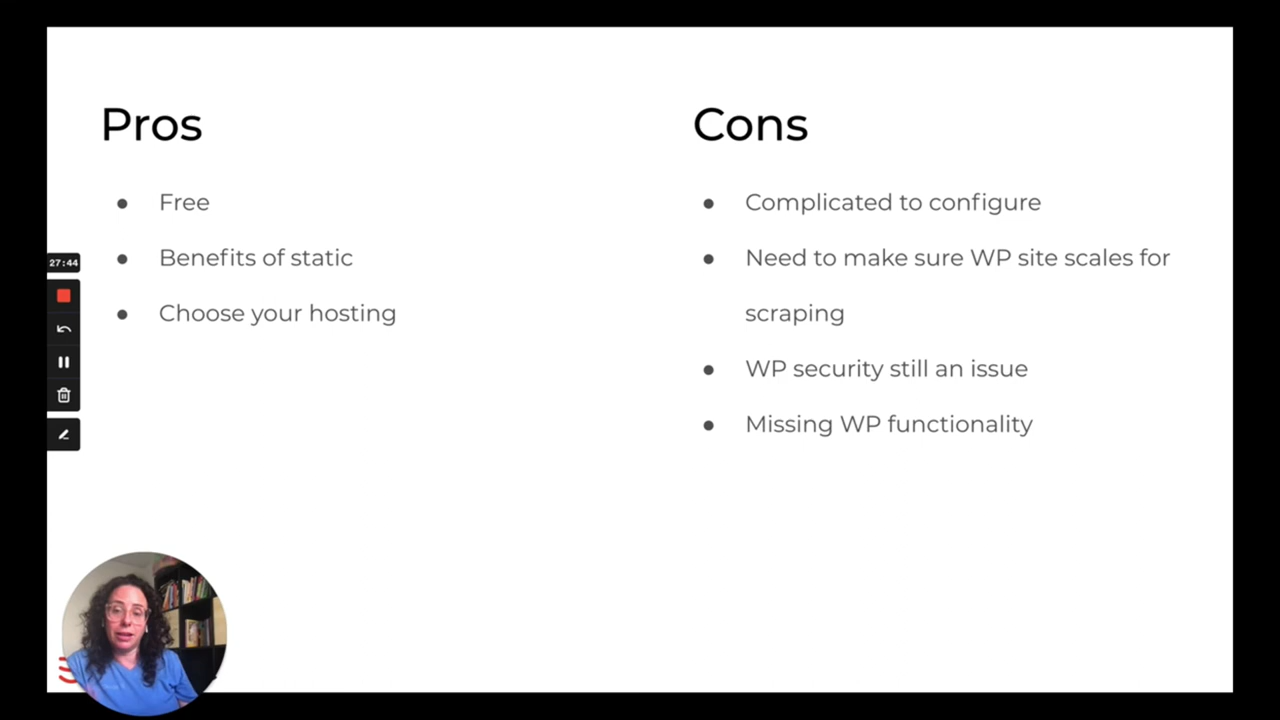 Pros
Free
Benefits of static
Choose your hosting
Cons
Complicated to configure
Need to make sure WP site scales for
scraping
WP security still an issue
Missing WP functionality
27:44